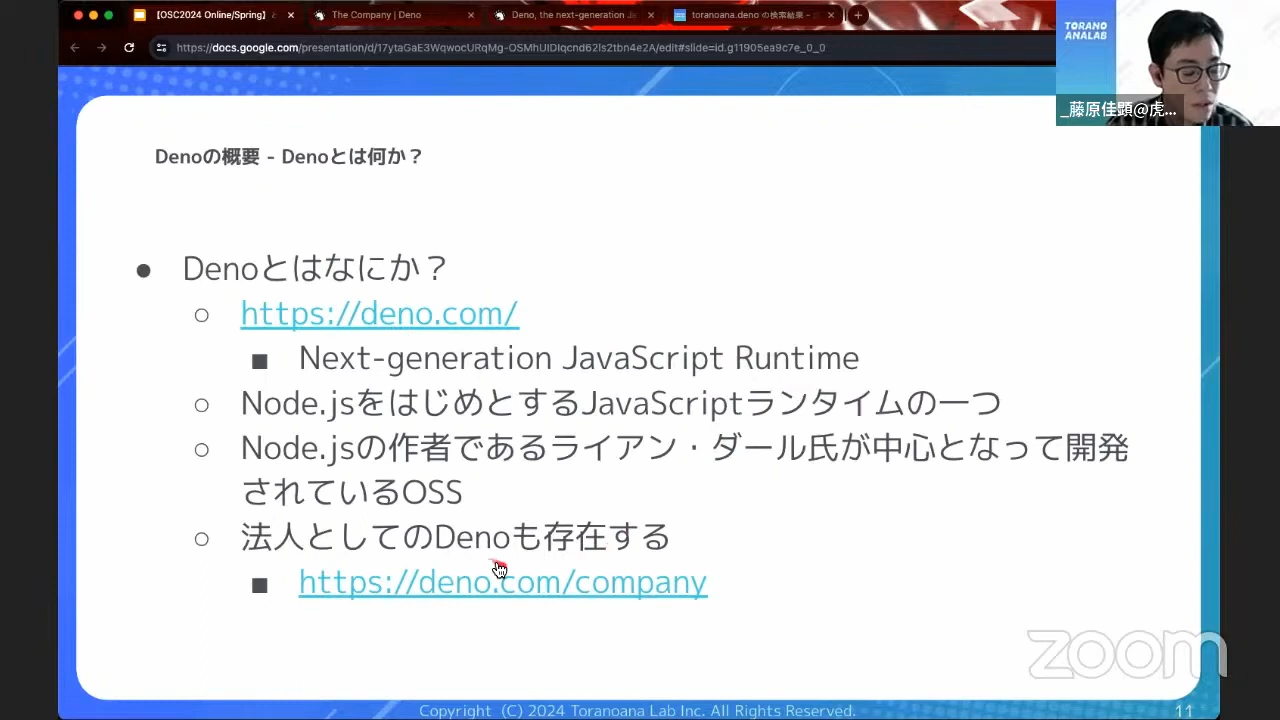 【OSC2024 Online/Spring】
The Company | Deno
Deno, the next-generation Ja
toranoana.deno の検索結果 -
https://docs.google.com/presentation/d/17ytaGaE3WqwocURqMg-OSMhUIDlqcnd62ls2tbn4e2A/edit#slide=id.g11905ea9c7e_0_0
TORANO
ANALAB
_藤原佳顕@虎...
Denoの概要 - Denoとは何か？
● Denoとはなにか？
○ https://deno.com/
■ Next-generation JavaScript Runtime
○ Node.jsをはじめとするJavaScriptランタイムの一つ
○ Node.jsの作者であるライアン・ダール氏が中心となって開発
されているOSS
○ 法人としてのDenoも存在する
■ https://deno.com/company
zoom
Copyright (C) 2024 Toranoana Lab Inc. All Rights Reserved.
11